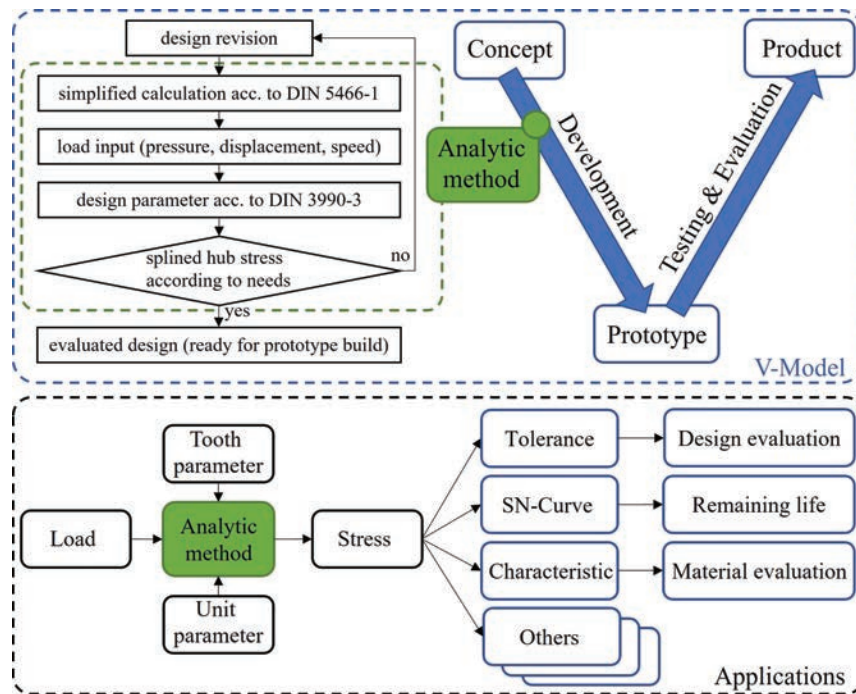 design revision
simplified calculation acc. to DIN 5466-1
load input (pressure, displacement, speed)
design parameter acc. to DIN 3990-3
splined hub stress
according to needs
no
yes
evaluated design (ready for prototype build)
Concept
Product
Analytic
method
Development
Testing & Evaluation
Prototype
V-Model
Tooth
parameter
Load
Analytic
method
Stress
Unit
parameter
Tolerance
Design evaluation
SN-Curve
Remaining life
Characteristic
Material evaluation
Others
Applications